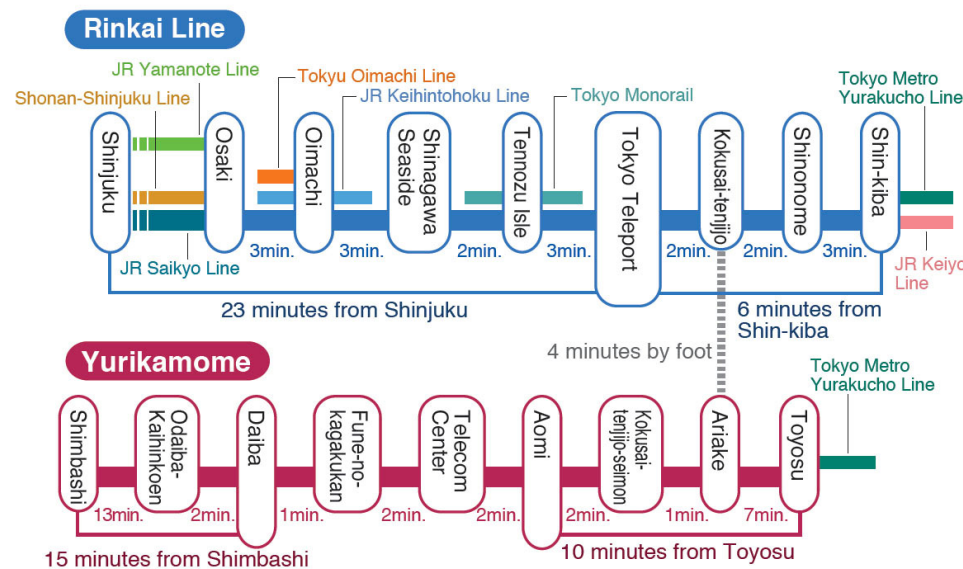 Rinkai Line
JR Yamanote Line
Shonan-Shinjuku Line
Tokyu Oimachi Line
JR Keihintohoku Line
Tokyo Monorail
Tokyo Metro
Yurakucho Line
Shinjuku
Osaki
Oimachi
Shinagawa
Seaside
Tennozu Isle
Tokyo Teleport
Kokusai-tenjijo
Shinonome
Shin-kiba
3min.
3min.
2min.
3min.
2min.
2min.
3min.
JR Saikyo Line
JR Keiyo
Line
23 minutes from Shinjuku
6 minutes from
Shin-kiba
4 minutes by foot
Yurikamome
Tokyo Metro
Yurakucho Line
Shimbashi
Odaiba-
Kaihinkoen
Daiba
Fune-no-
kagakukan
Telecom
Center
Aomi
Kokusai-
tenjijo-seimon
Ariake
Toyosu
13min.
2min.
1min.
2min.
2min.
2min.
1min.
7min.
15 minutes from Shimbashi
10 minutes from Toyosu